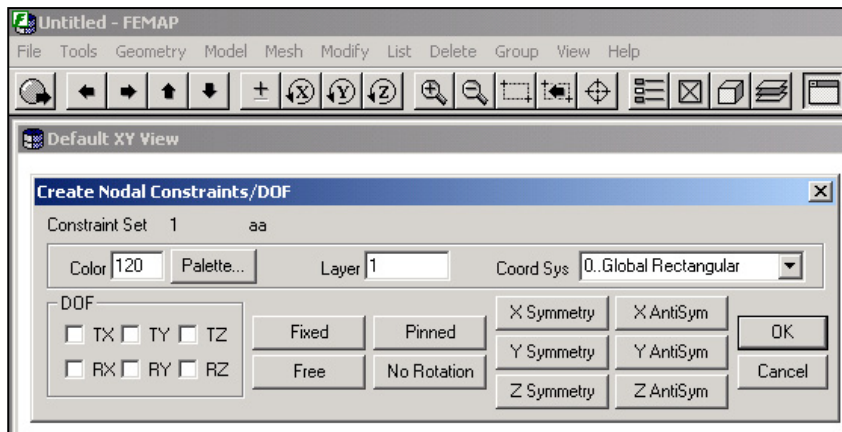 Untitled - FEMAP
File Tools Geometry Model Mesh Modify List Delete Group View Help
± X Y Z
Default XY View
Create Nodal Constraints/DOF
Constraint Set 1 aa
Color 120 Palette... Layer 1 Coord Sys 0..Global Rectangular
DOF
TX TY TZ
RX RY RZ
Fixed Pinned
Free No Rotation
X Symmetry X AntiSym
Y Symmetry Y AntiSym
Z Symmetry Z AntiSym
OK
Cancel